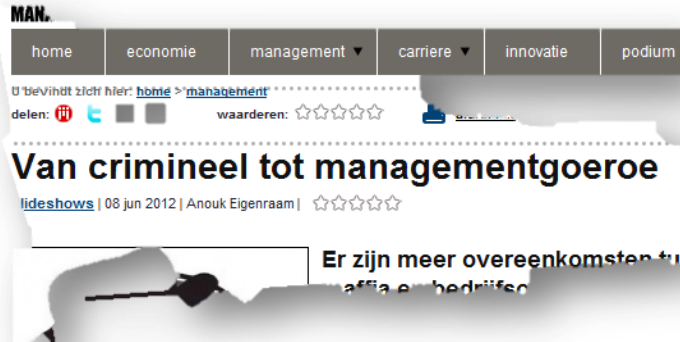 MAN
home economie management carriere innovatie podium
U bevindt zich hier: home > management
delen: waarderen:
Van crimineel tot managementgoeroe
lideshows | 08 jun 2012 | Anouk Eigenraam |
Er zijn meer overeenkomsten tu